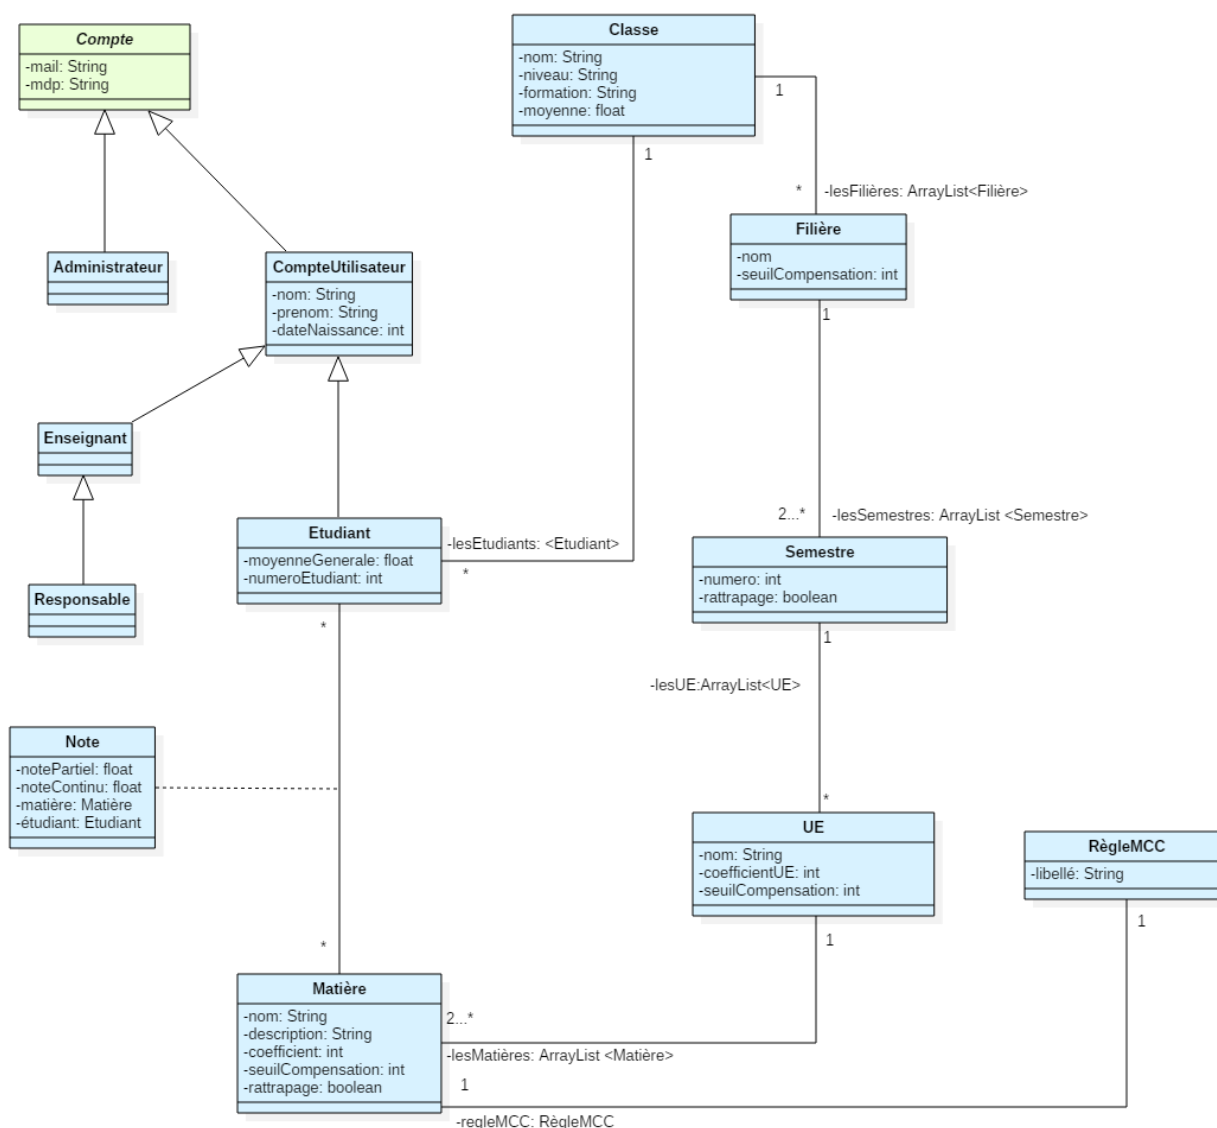 Compte
-mail: String
-mdp: String
Classe
-nom: String
-niveau: String
-formation: String
-moyenne: float
1
1
* -lesFilières: ArrayList<Filière>
Filière
-nom
-seuilCompensation: int
1
Administrateur
CompteUtilisateur
-nom: String
-prenom: String
-dateNaissance: int
Enseignant
Responsable
2...* -lesSemestres: ArrayList <Semestre>
Etudiant
-moyenneGenerale: float
-numeroEtudiant: int
-lesEtudiants: <Etudiant>
*
*
Semestre
-numero: int
-rattrapage: boolean
1
-lesUE:ArrayList<UE>
*
Note
-notePartiel: float
-noteContinu: float
-matière: Matière
-étudiant: Etudiant
UE
-nom: String
-coefficientUE: int
-seuilCompensation: int
1
RègleMCC
-libellé: String
1
*
Matière
-nom: String
-description: String
-coefficient: int
-seuilCompensation: int
-rattrapage: boolean
2...*
-lesMatières: ArrayList <Matière>
1
-regleMCC: RègleMCC